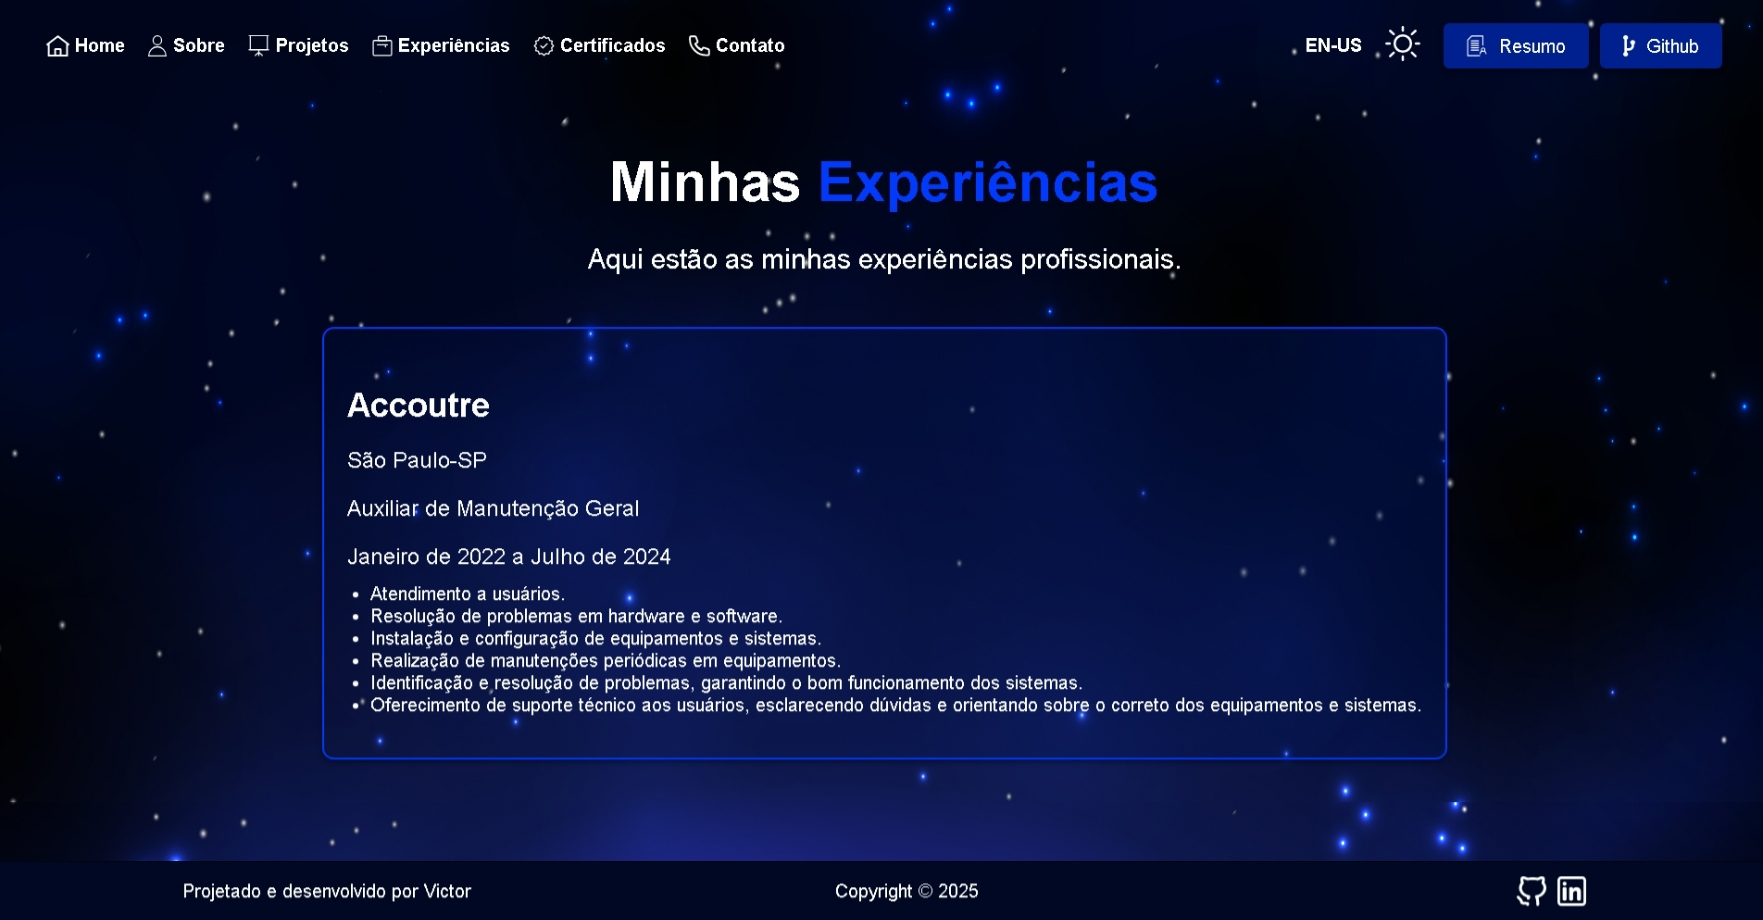 Home Sobre Projetos Experiências Certificados Contato EN-US Resumo Github
Minhas Experiências
Aqui estão as minhas experiências profissionais.
Accoutre
São Paulo-SP
Auxiliar de Manutenção Geral
Janeiro de 2022 a Julho de 2024
• Atendimento a usuários.
• Resolução de problemas em hardware e software.
• Instalação e configuração de equipamentos e sistemas.
• Realização de manutenções periódicas em equipamentos.
• Identificação e resolução de problemas, garantindo o bom funcionamento dos sistemas.
• Oferecimento de suporte técnico aos usuários, esclarecendo dúvidas e orientando sobre o correto dos equipamentos e sistemas.
Projetado e desenvolvido por Victor Copyright © 2025 in